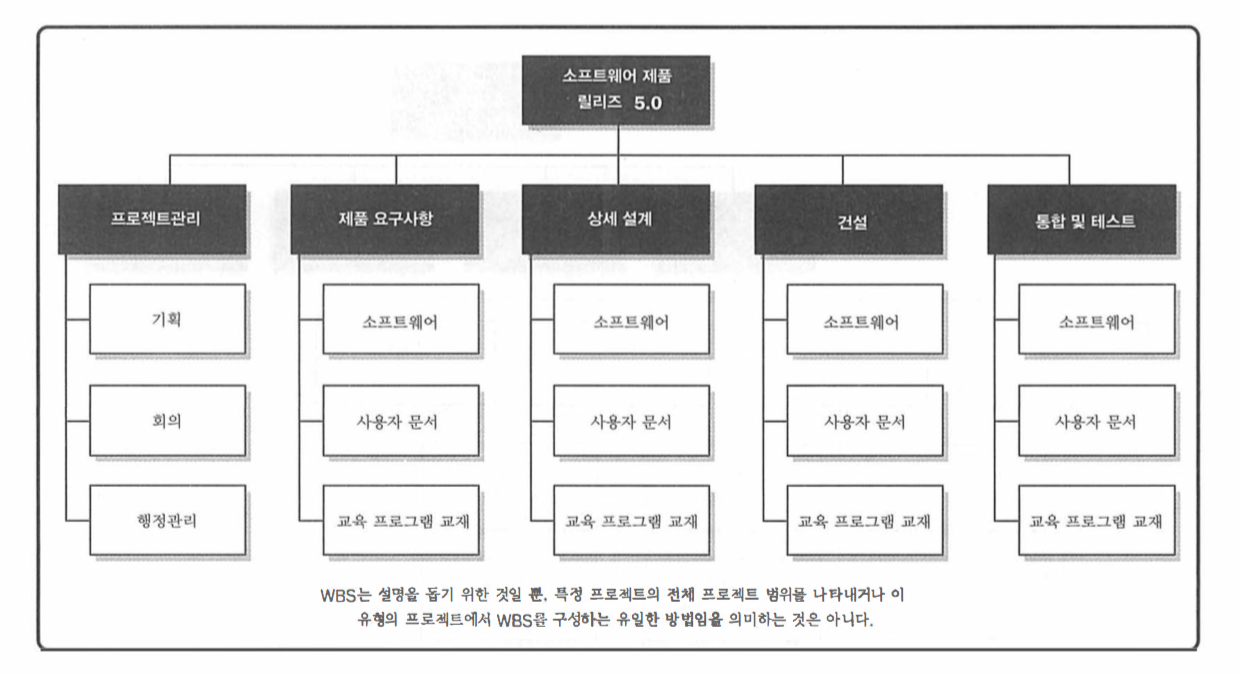 소프트웨어 제품
릴리즈 5.0
프로젝트관리
제품 요구사항
상세 설계
건설
통합 및 테스트
기획
소프트웨어
소프트웨어
소프트웨어
소프트웨어
회의
사용자 문서
사용자 문서
사용자 문서
사용자 문서
행정관리
교육 프로그램 교재
교육 프로그램 교재
교육 프로그램 교재
교육 프로그램 교재
WBS는 설명을 돕기 위한 것일 뿐, 특정 프로젝트의 전체 프로젝트 범위를 나타내거나 이
유형의 프로젝트에서 WBS를 구성하는 유일한 방법임을 의미하는 것은 아니다.